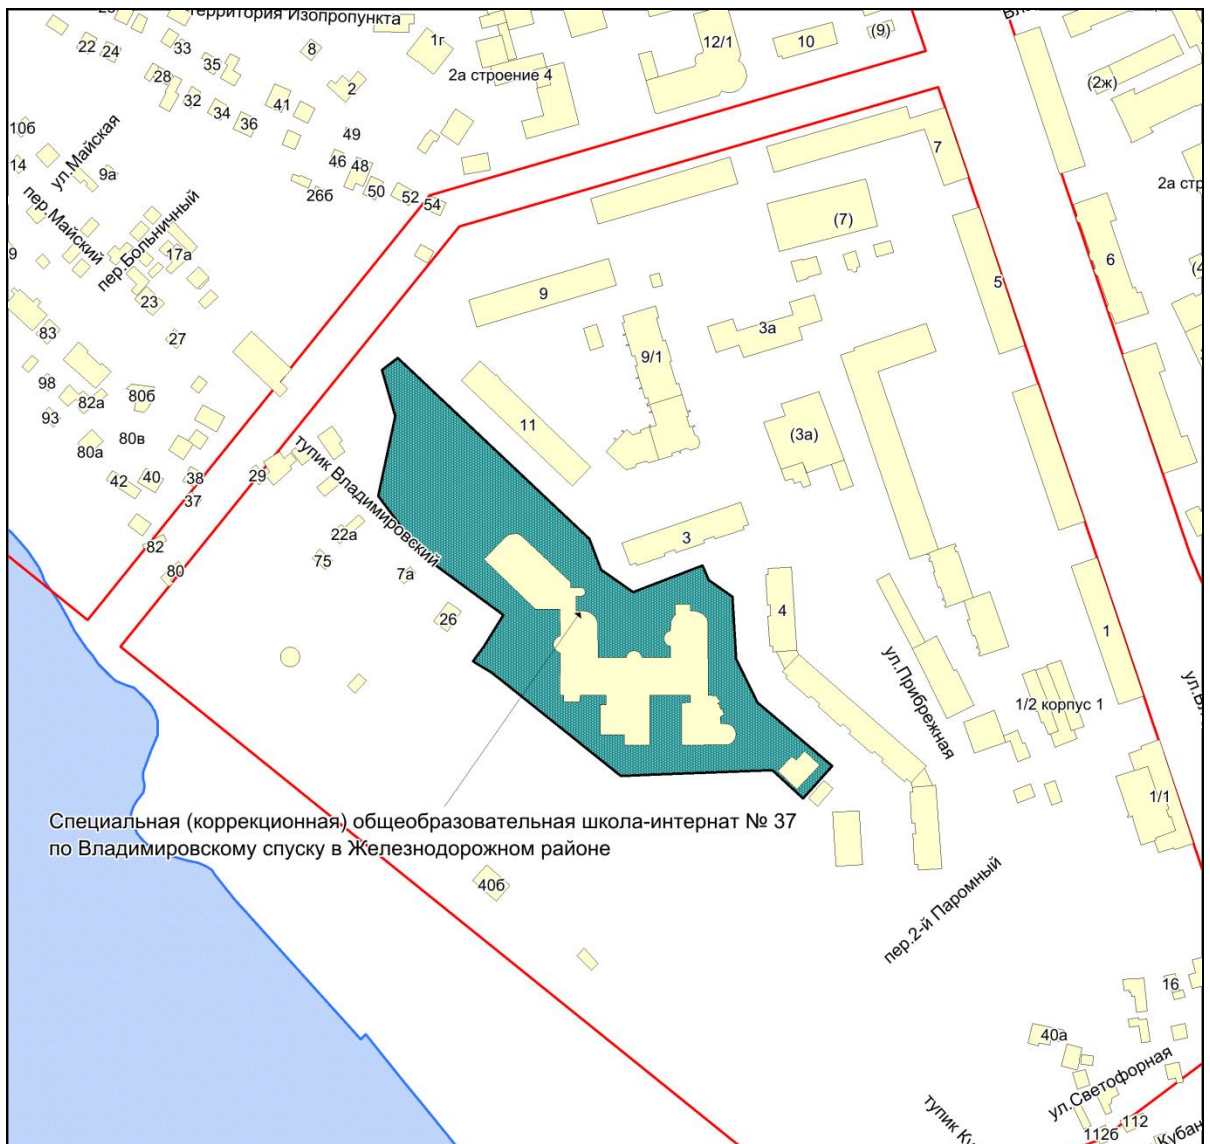 территория Изопропункта
22
24
33
35
8
1г
2а строение 4
12/1
10
(9)
(2ж)
28
32
34
36
41
2
49
46
48
50
52
54
26б
10б
14
ул.Майская
9а
пер.Майский
пер.Больничный
17а
9
23
27
83
98
93
82а
80б
80в
80а
42
40
38
37
29
82
80
тупик Владимировский
22а
75
7а
26
7
(7)
2а
5
6
9
9/1
3а
(3а)
11
3
4
1
ул.Прибрежная
1/2 корпус 1
1/1
Специальная (коррекционная) общеобразовательная школа-интернат № 37
по Владимировскому спуску в Железнодорожном районе
40б
пер.2-й Паромный
16
40а
ул.Светофорная
112
112б
тупик